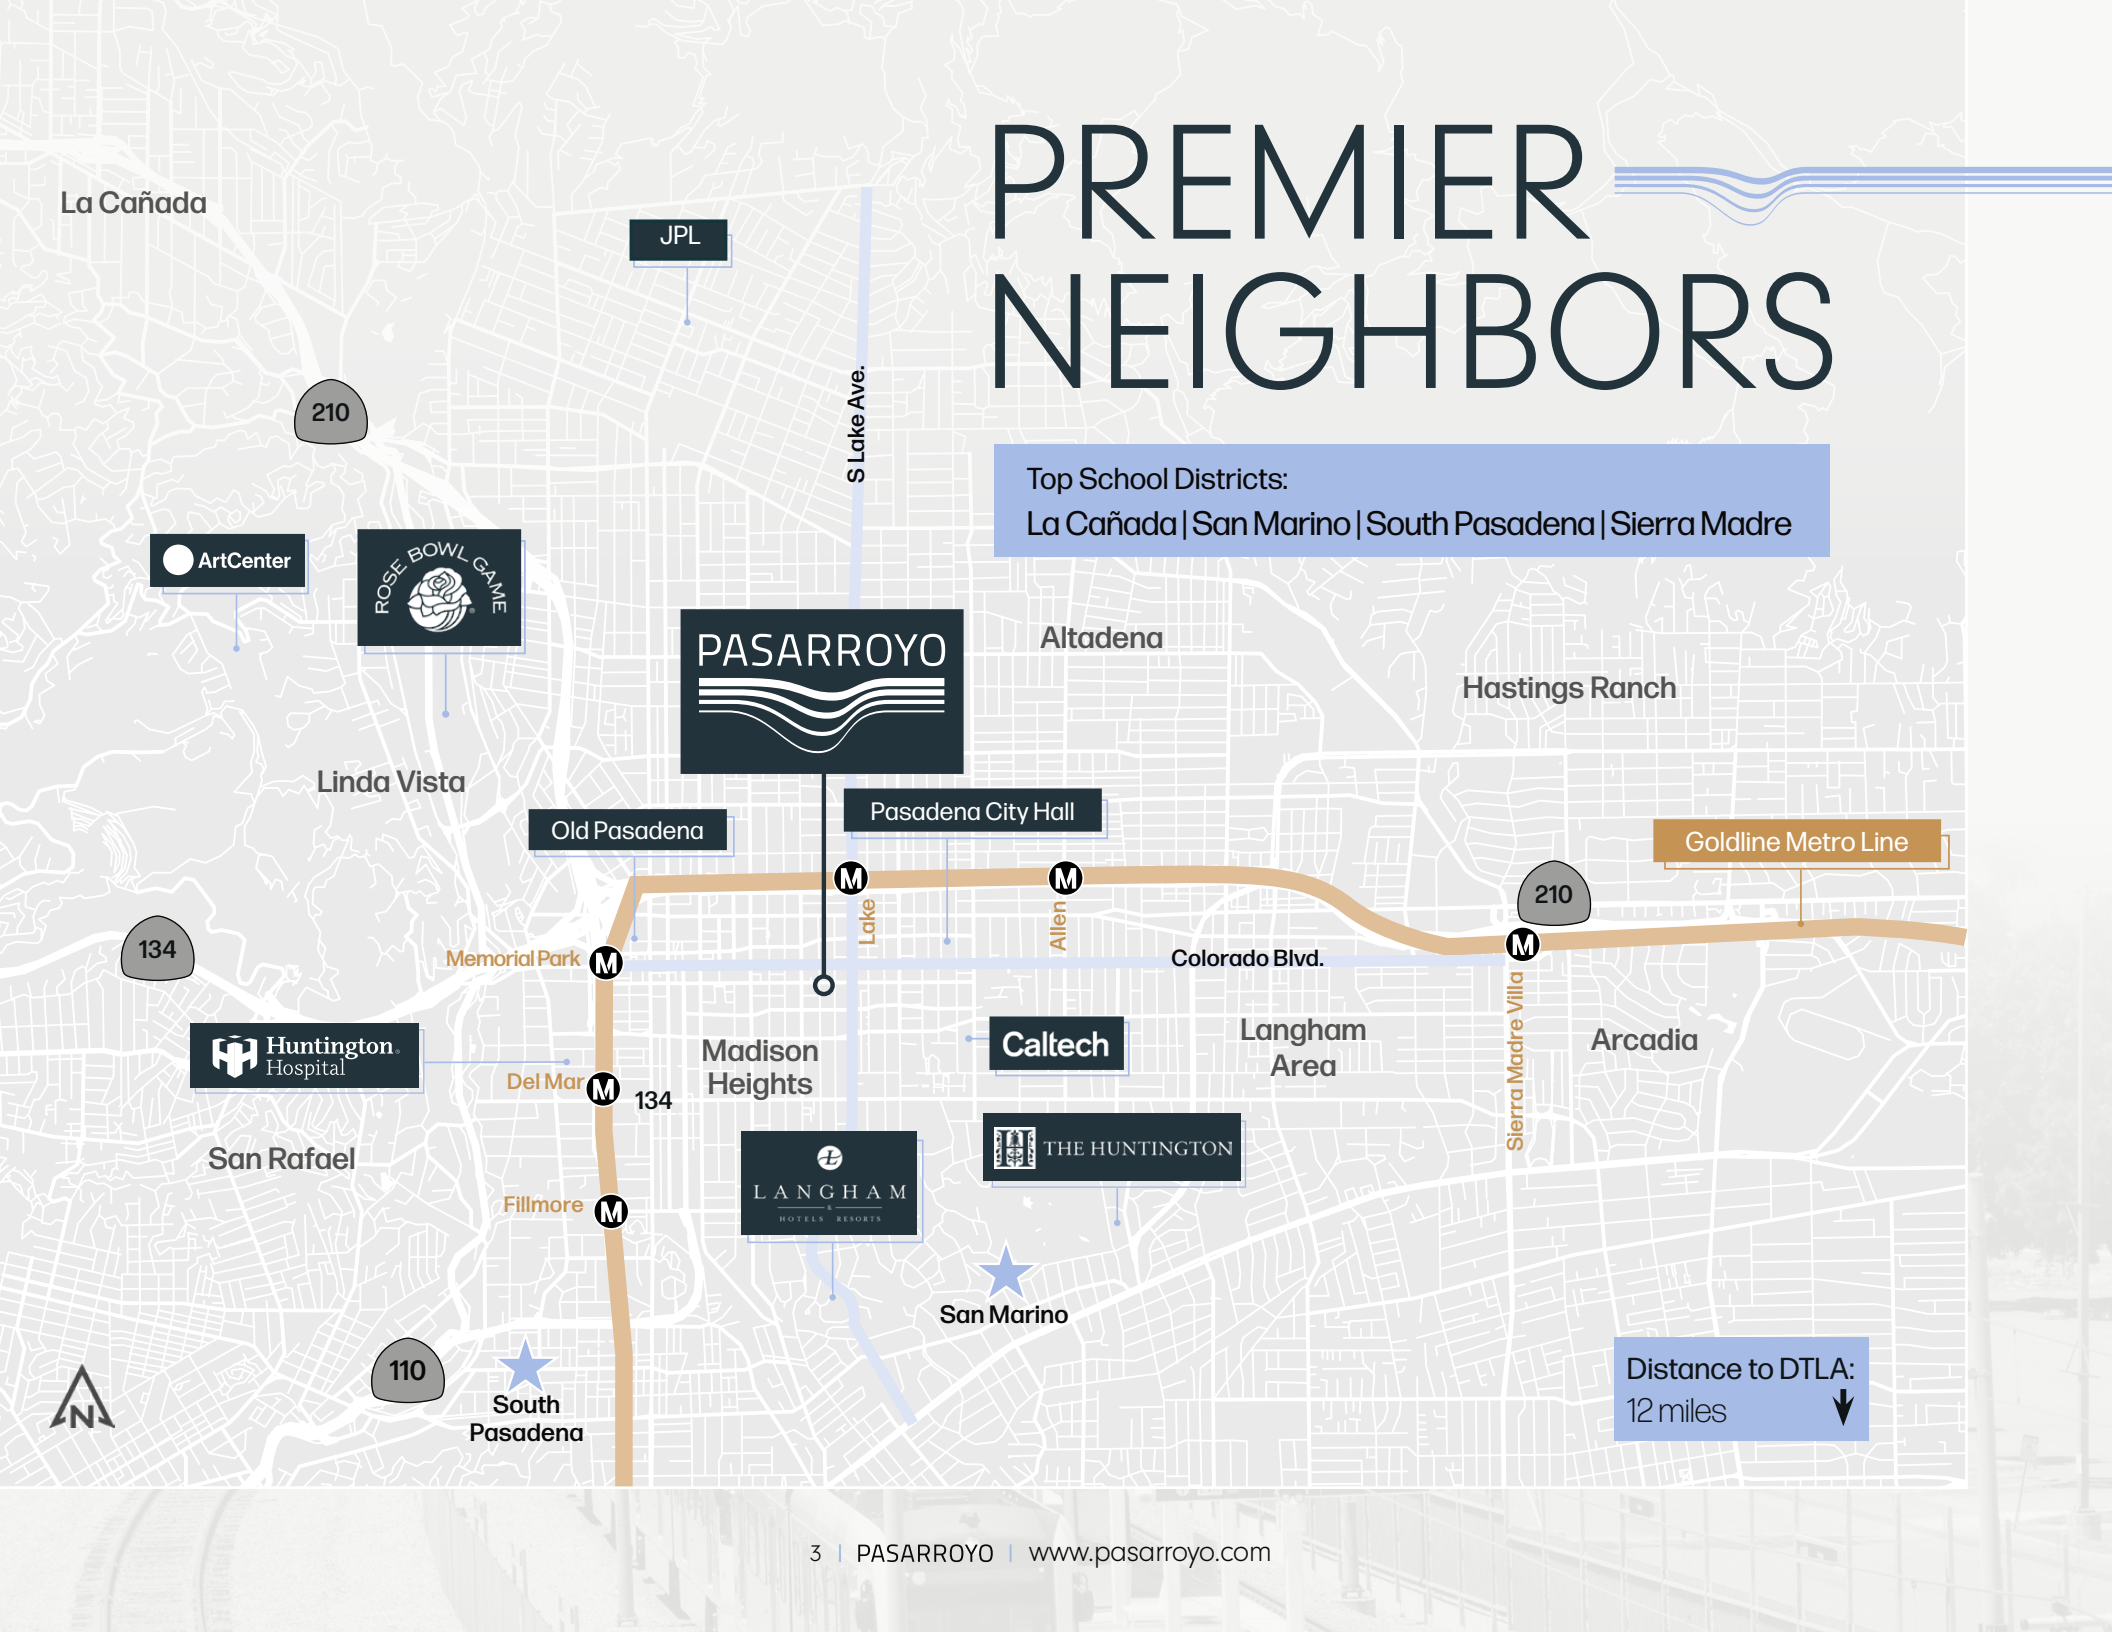 PREMIER
NEIGHBORS
La Cañada
JPL
S Lake Ave.
210
Top School Districts:
La Cañada | San Marino | South Pasadena | Sierra Madre
ArtCenter
ROSE BOWL GAME
PASARROYO
Altadena
Hastings Ranch
Linda Vista
Old Pasadena
Pasadena City Hall
Goldline Metro Line
M
Lake
M
Allen
210
134
Memorial Park
M
Colorado Blvd.
M
Sierra Madre Villa
Huntington
Hospital
Madison
Heights
Caltech
Langham
Area
Arcadia
Del Mar
M
134
San Rafael
LANGHAM
&
HOTELS RESORTS
THE HUNTINGTON
Fillmore
M
San Marino
110
South
Pasadena
N
Distance to DTLA:
12 miles
3 | PASARROYO | www.pasarroyo.com